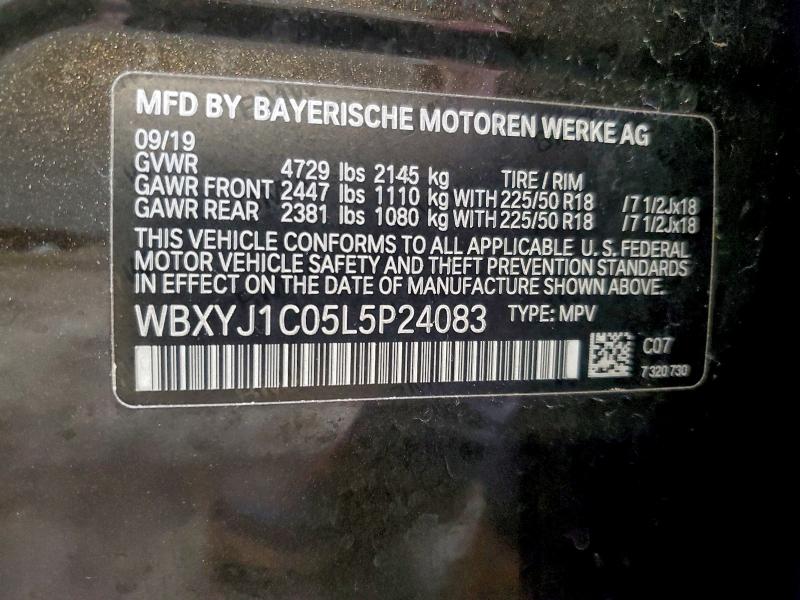 MFD BY BAYERISCHE MOTOREN WERKE AG
09/19
GVWR 4729 lbs 2145 kg TIRE / RIM
GAWR FRONT 2447 lbs 1110 kg WITH 225/50 R18 /7 1/2Jx18
GAWR REAR 2381 lbs 1080 kg WITH 225/50 R18 /7 1/2Jx18
THIS VEHICLE CONFORMS TO ALL APPLICABLE U. S. FEDERAL
MOTOR VEHICLE SAFETY AND THEFT PREVENTION STANDARDS
IN EFFECT ON THE DATE OF MANUFACTURE SHOWN ABOVE.
WBXYJ1C05L5P24083 TYPE: MPV
C07
7 320 730